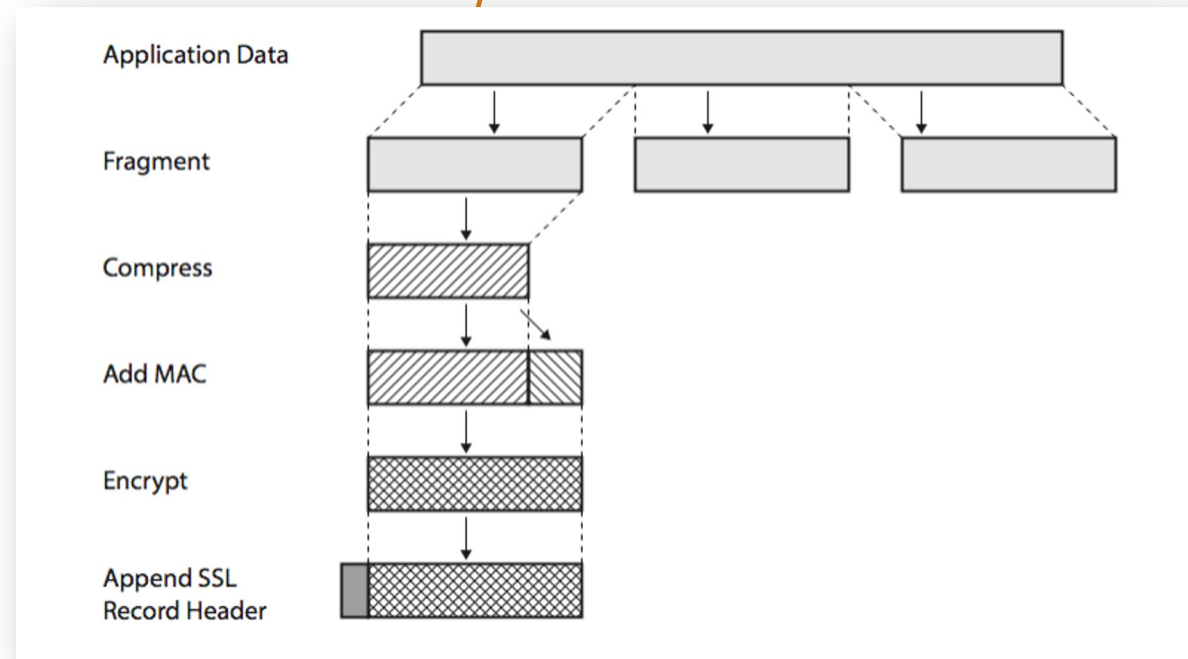 Application Data
Fragment
Compress
Add MAC
Encrypt
Append SSL
Record Header